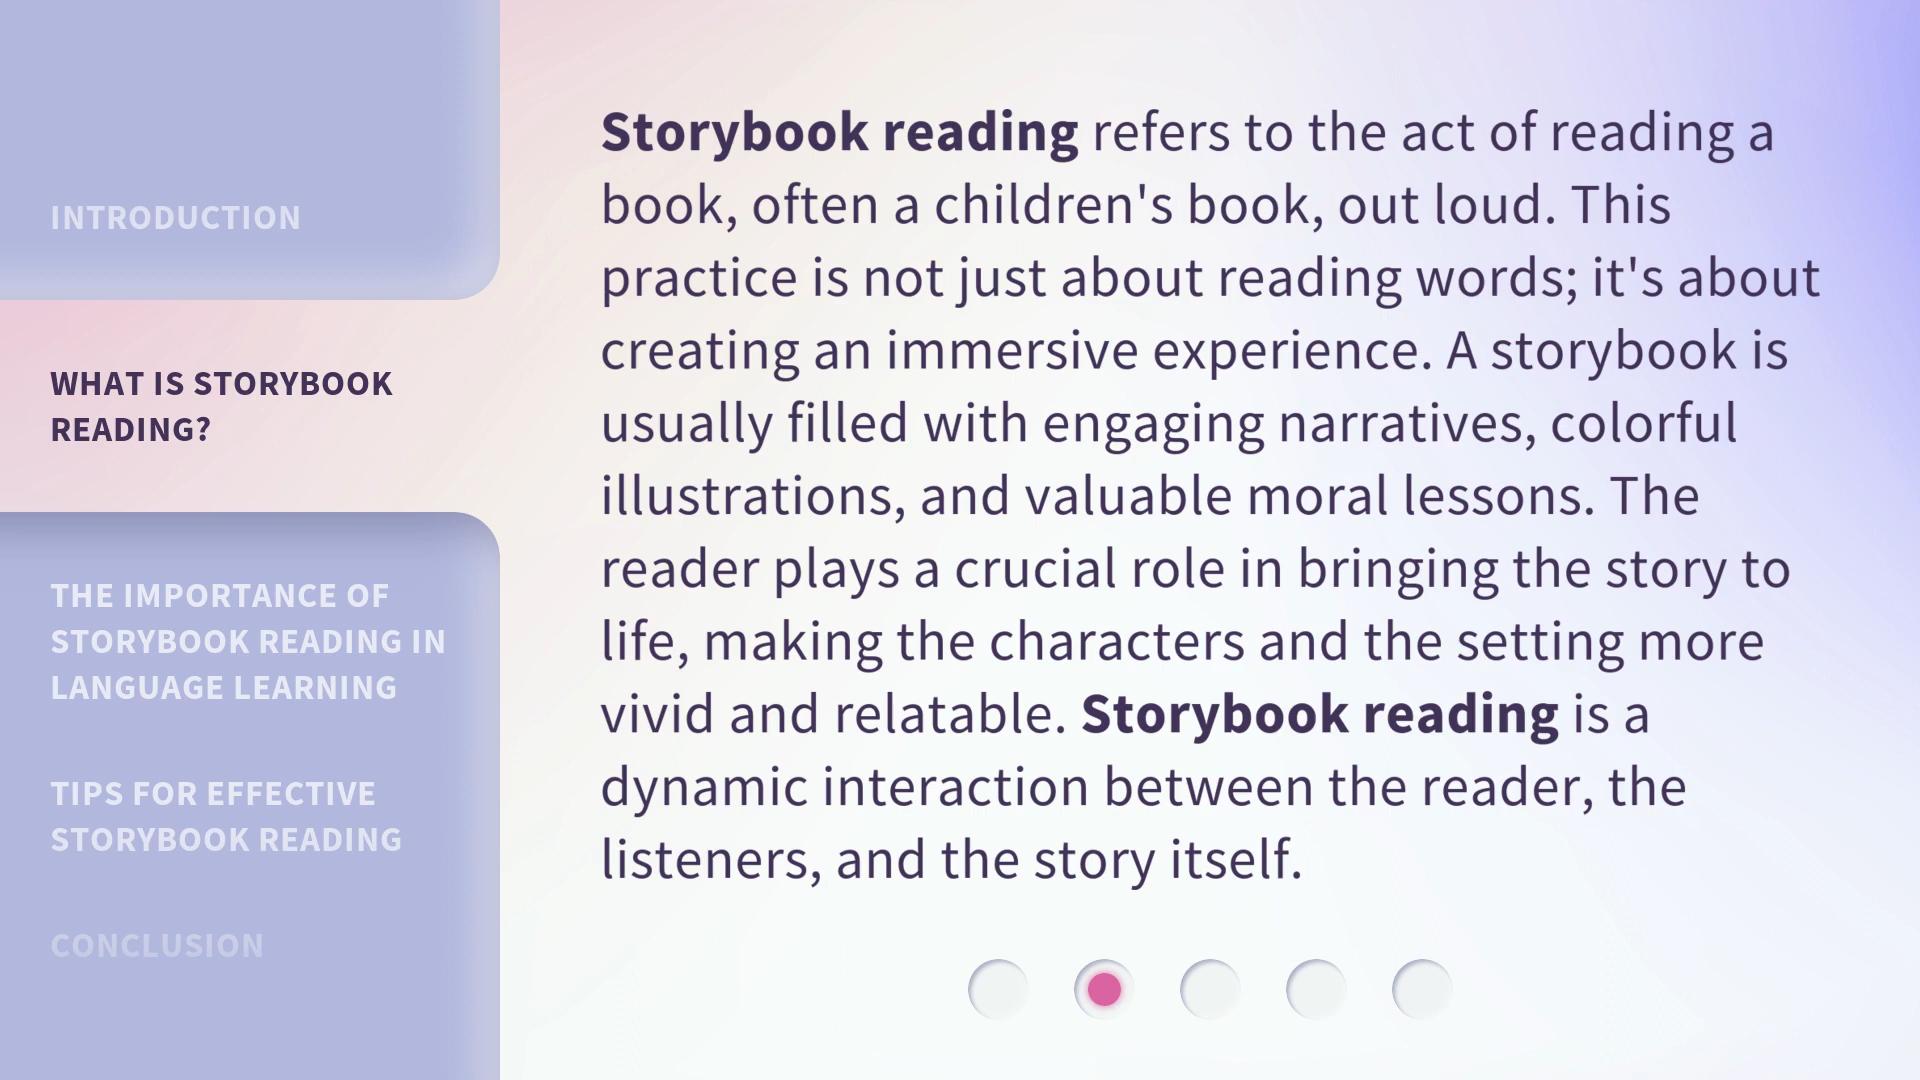 INTRODUCTION
WHAT IS STORYBOOK
READING?
THE IMPORTANCE OF
STORYBOOK READING IN
LANGUAGE LEARNING
TIPS FOR EFFECTIVE
STORYBOOK READING
CONCLUSION
Storybook reading refers to the act of reading a
book, often a children's book, out loud. This
practice is not just about reading words; it's about
creating an immersive experience. A storybook is
usually filled with engaging narratives, colorful
illustrations, and valuable moral lessons. The
reader plays a crucial role in bringing the story to
life, making the characters and the setting more
vivid and relatable. Storybook reading is a
dynamic interaction between the reader, the
listeners, and the story itself.